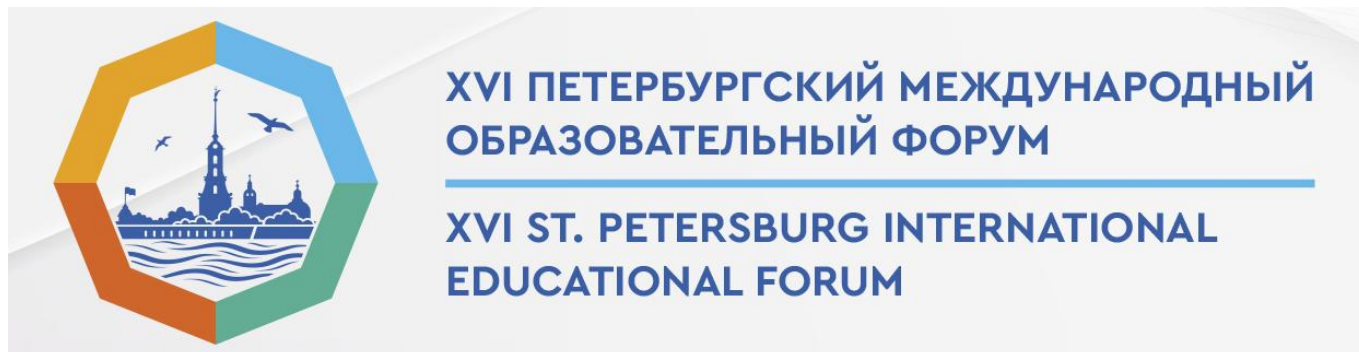 XVI ПЕТЕРБУРГСКИЙ МЕЖДУНАРОДНЫЙ
ОБРАЗОВАТЕЛЬНЫЙ ФОРУМ
XVI ST. PETERSBURG INTERNATIONAL
EDUCATIONAL FORUM